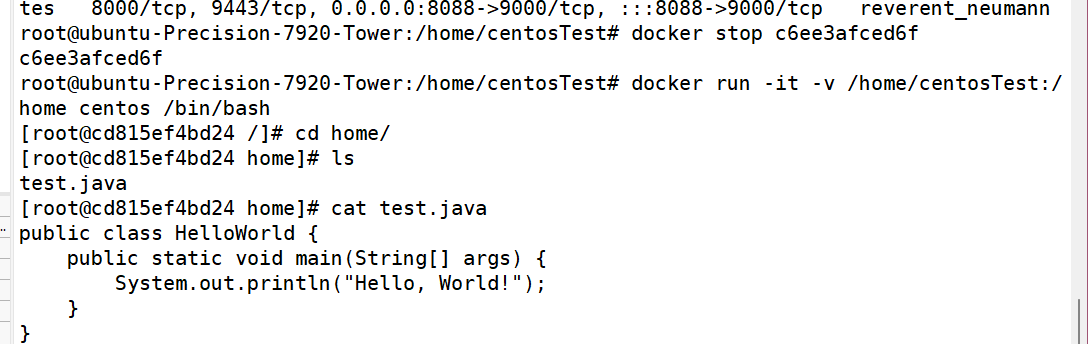 tes   8000/tcp, 9443/tcp, 0.0.0.0:8088->9000/tcp, :::8088->9000/tcp   reverent_neumann
root@ubuntu-Precision-7920-Tower:/home/centosTest# docker stop c6ee3afced6f
c6ee3afced6f
root@ubuntu-Precision-7920-Tower:/home/centosTest# docker run -it -v /home/centosTest:/
home centos /bin/bash
[root@cd815ef4bd24 /]# cd home/
[root@cd815ef4bd24 home]# ls
test.java
[root@cd815ef4bd24 home]# cat test.java
public class HelloWorld {
    public static void main(String[] args) {
        System.out.println("Hello, World!");
    }
}